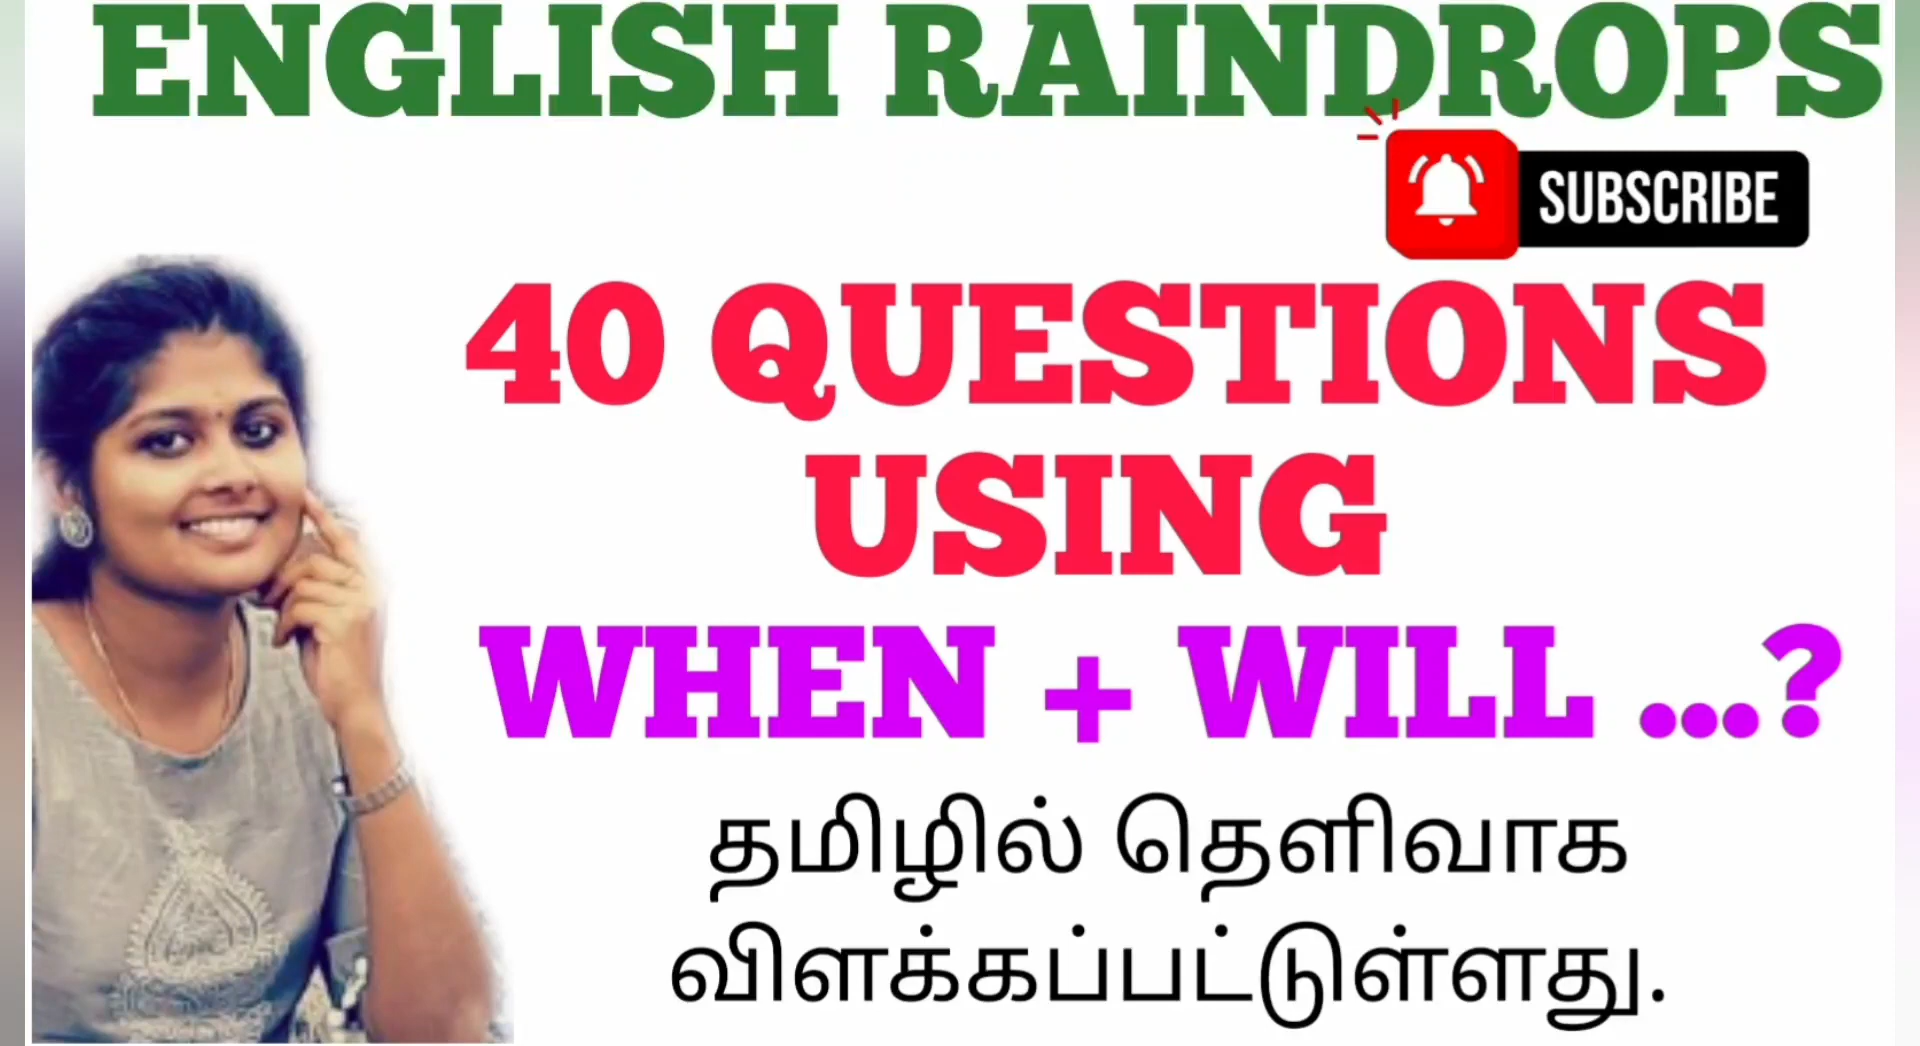 ENGLISH RAINDROPS
SUBSCRIBE
40 QUESTIONS
USING
WHEN + WILL ...?
தமிழில் தெளிவாக
விளக்கப்பட்டுள்ளது.